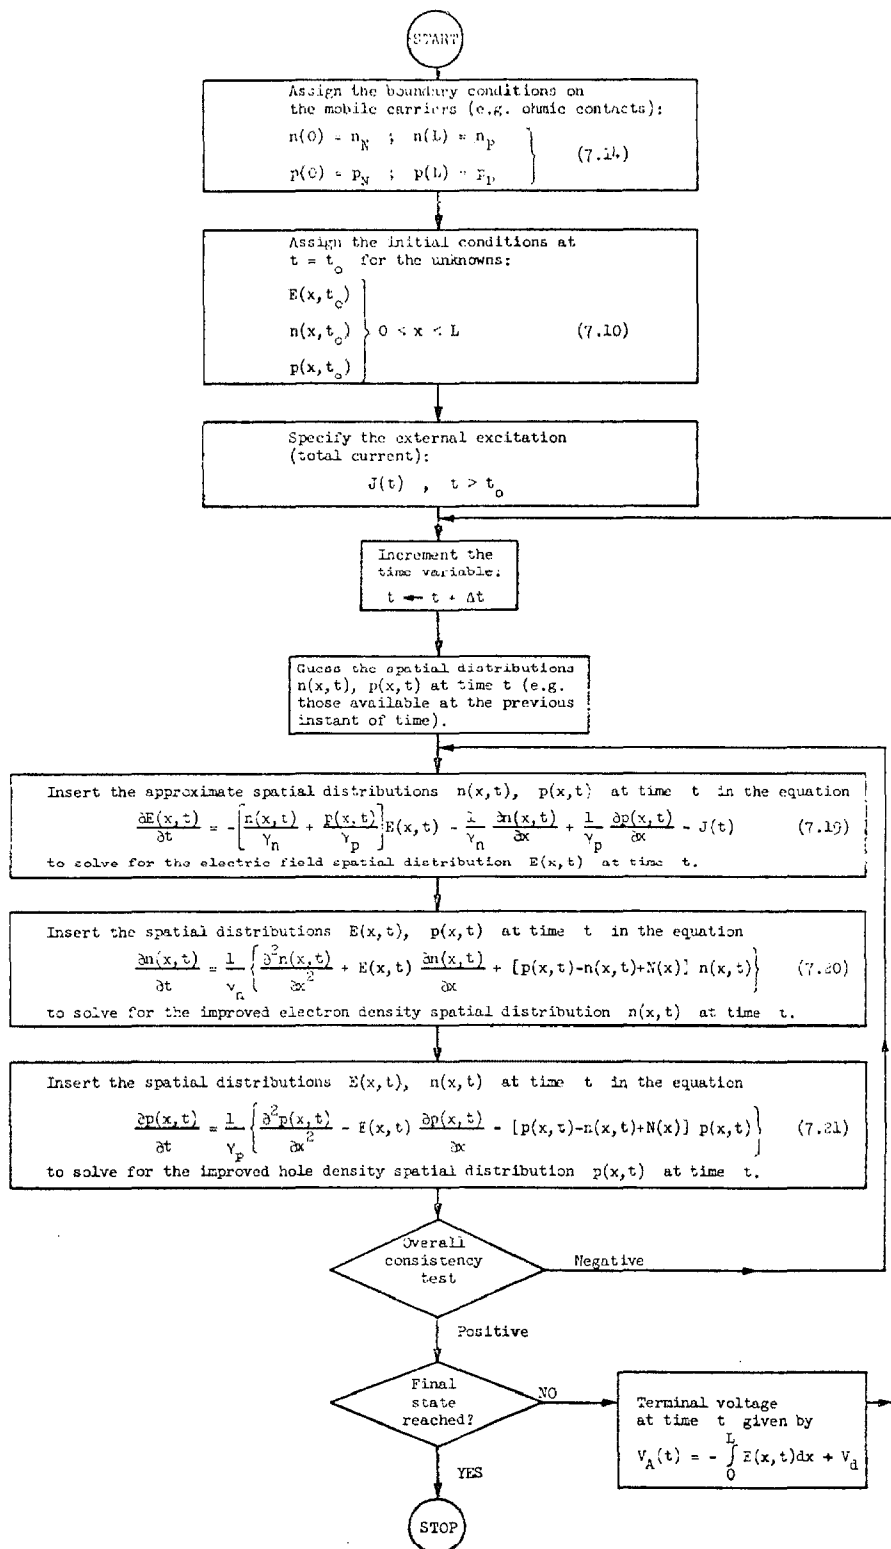 START
Assign the boundary conditions on
the mobile carriers (e.g. ohmic contacts):
n(0) = n_N ; n(L) = n_P
p(0) = p_N ; p(L) = p_P
(7.14)
Assign the initial conditions at
t = t_o for the unknowns:
E(x,t_o)
n(x,t_o) 0 < x < L (7.10)
p(x,t_o)
Specify the external excitation
(total current):
J(t) , t > t_o
Increment the
time variable:
t ← t + Δt
Guess the spatial distributions
n(x,t), p(x,t) at time t (e.g.
those available at the previous
instant of time).
Insert the approximate spatial distributions n(x,t), p(x,t) at time t in the equation
∂E(x,t)/∂t = -[n(x,t)/γ_n + p(x,t)/γ_p]E(x,t) - 1/γ_n ∂n(x,t)/∂x + 1/γ_p ∂p(x,t)/∂x - J(t) (7.19)
to solve for the electric field spatial distribution E(x,t) at time t.
Insert the spatial distributions E(x,t), p(x,t) at time t in the equation
∂n(x,t)/∂t = 1/γ_n {∂²n(x,t)/∂x² + E(x,t) ∂n(x,t)/∂x + [p(x,t)-n(x,t)+N(x)] n(x,t)} (7.20)
to solve for the improved electron density spatial distribution n(x,t) at time t.
Insert the spatial distributions E(x,t), n(x,t) at time t in the equation
∂p(x,t)/∂t = 1/γ_p {∂²p(x,t)/∂x² - E(x,t) ∂p(x,t)/∂x - [p(x,t)-n(x,t)+N(x)] p(x,t)} (7.21)
to solve for the improved hole density spatial distribution p(x,t) at time t.
Overall
consistency
test
Negative
Positive
Final
state
reached?
NO
Terminal voltage
at time t given by
V_A(t) = - ∫_0^L E(x,t)dx + V_d
YES
STOP